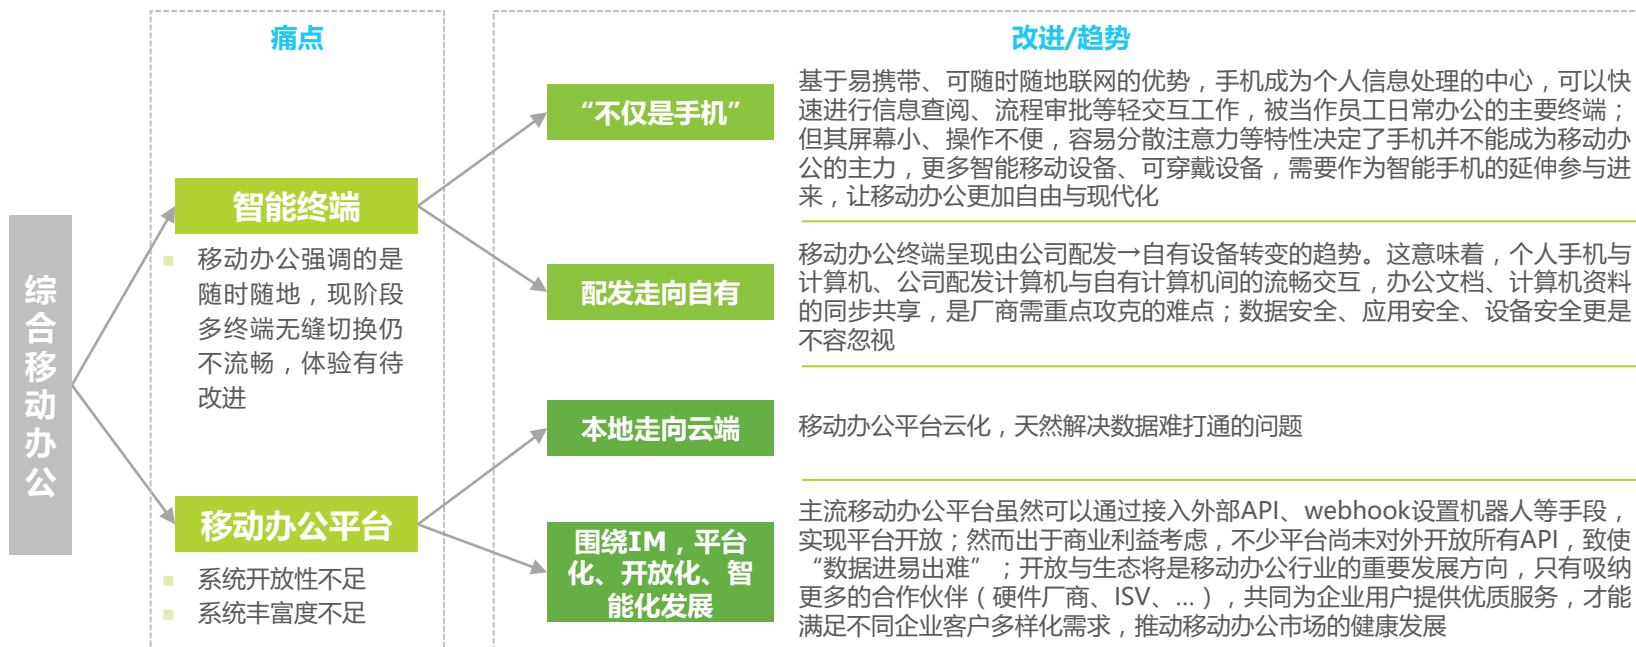 痛点
改进/趋势
综合移动办公
智能终端
移动办公强调的是
随时随地，现阶段
多终端无缝切换仍
不流畅，体验有待
改进
“不仅是手机”
基于易携带、可随时随地联网的优势，手机成为个人信息处理的中心，可以快
速进行信息查阅、流程审批等轻交互工作，被当作员工日常办公的主要终端；
但其屏幕小、操作不便，容易分散注意力等特性决定了手机并不能成为移动办
公的主力，更多智能移动设备、可穿戴设备，需要作为智能手机的延伸参与进
来，让移动办公更加自由与现代化
配发走向自有
移动办公终端呈现由公司配发→自有设备转变的趋势。这意味着，个人手机与
计算机、公司配发计算机与自有计算机间的流畅交互，办公文档、计算机资料
的同步共享，是厂商需重点攻克的难点；数据安全、应用安全、设备安全更是
不容忽视
移动办公平台
系统开放性不足
系统丰富度不足
本地走向云端
移动办公平台云化，天然解决数据难打通的问题
围绕IM，平台
化、开放化、智
能化发展
主流移动办公平台虽然可以通过接入外部API、webhook设置机器人等手段，
实现平台开放；然而出于商业利益考虑，不少平台尚未对外开放所有API，致使
“数据进易出难”；开放与生态将是移动办公行业的重要发展方向，只有吸纳
更多的合作伙伴（硬件厂商、ISV、...），共同为企业用户提供优质服务，才能
满足不同企业客户多样化需求，推动移动办公市场的健康发展